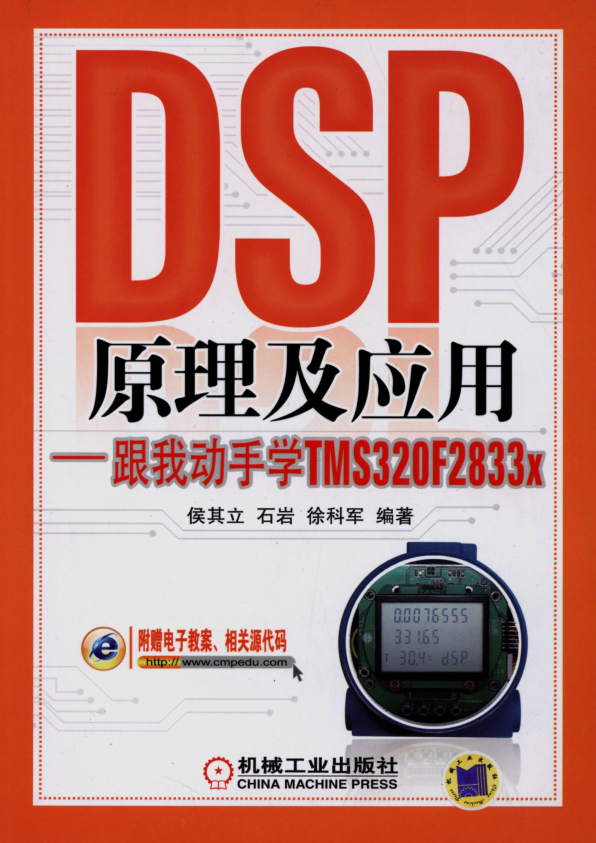 DSP
原理及应用
——跟我动手学TMS320F2833x
侯其立 石岩 徐科军 编著
0.0076555
331.65
T 30.4℃ dSP
附赠电子教案、相关源代码
http:// www.cmpedu.com
机械工业出版社
CHINA MACHINE PRESS